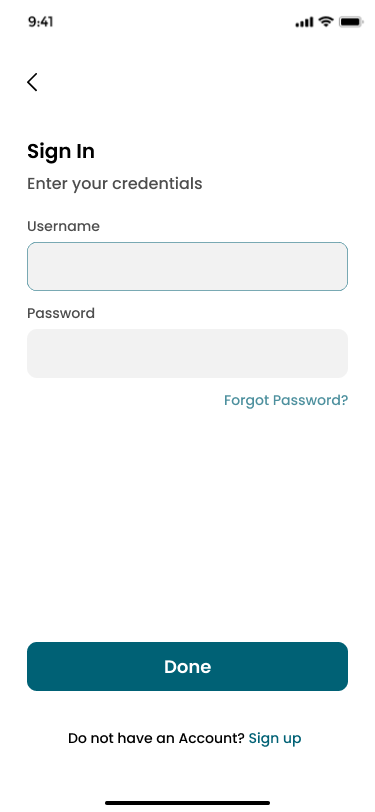 9:41
Sign In
Enter your credentials
Username
Password
Forgot Password?
Done
Do not have an Account? Sign up